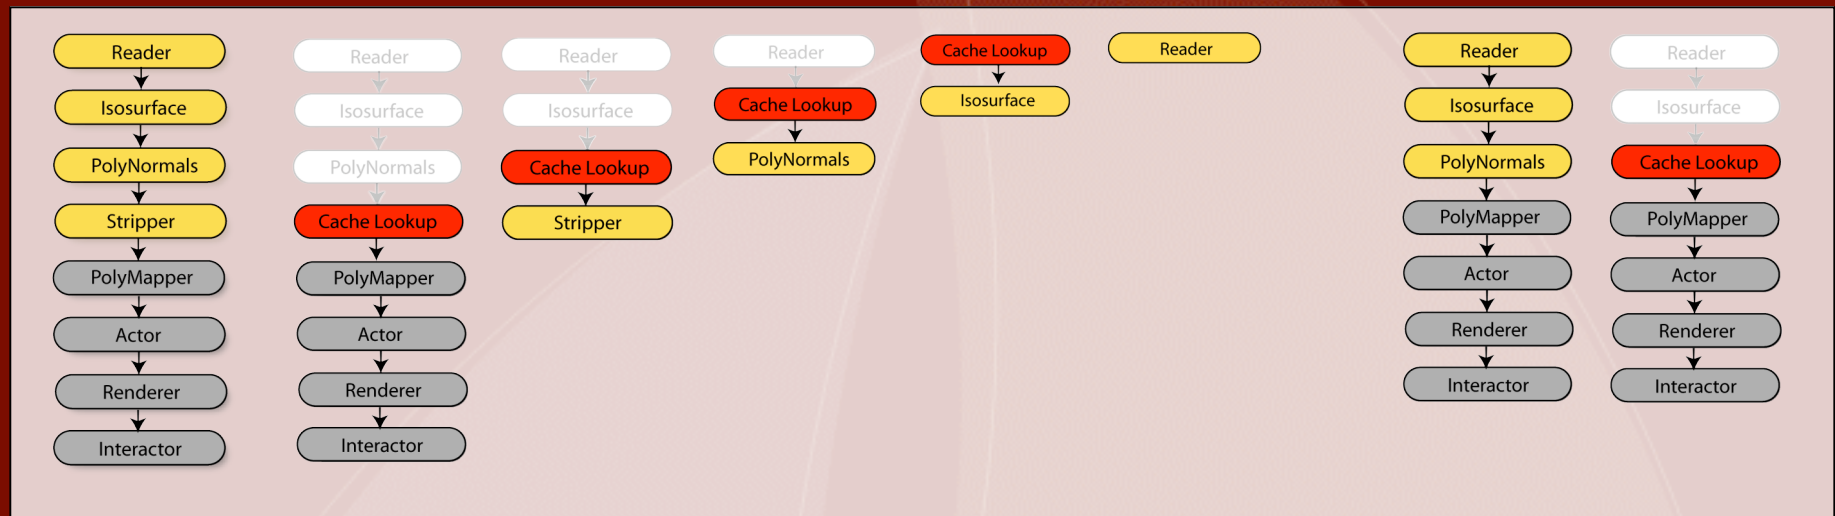 Reader
Isosurface
PolyNormals
Stripper
PolyMapper
Actor
Renderer
Interactor
Reader
Isosurface
PolyNormals
Cache Lookup
PolyMapper
Actor
Renderer
Interactor
Reader
Isosurface
Cache Lookup
Stripper
Reader
Cache Lookup
PolyNormals
Cache Lookup
Isosurface
Reader
Reader
Isosurface
PolyNormals
PolyMapper
Actor
Renderer
Interactor
Reader
Isosurface
Cache Lookup
PolyMapper
Actor
Renderer
Interactor